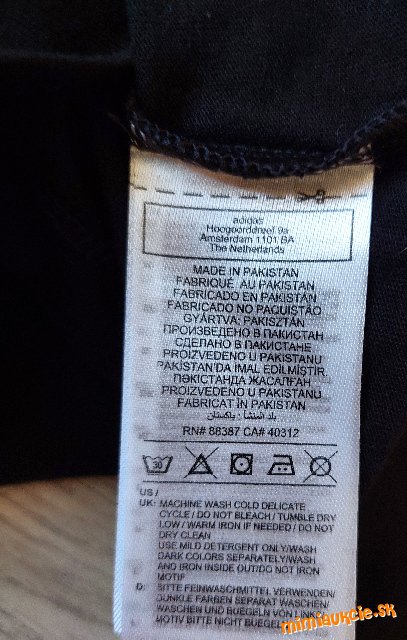 adidas
Hoogoorddreef 9a
Amsterdam 1101 BA
The Netherlands
MADE IN PAKISTAN
FABRIQUÉ AU PAKISTAN
FABRICADO EN PAKISTÁN
FABRICADO NO PAQUISTÃO
GYÁRTVA: PAKISZTÁN
ПРОИЗВЕДЕНО В ПАКИСТАН
СДЕЛАНО В ПАКИСТАНЕ
PROIZVEDENO U PAKISTANU
PAKISTAN'DA IMAL EDİLMİŞTİR
ПӘКІСТАНДА ЖАСАЛҒАН
PROIZVEDENO U PAKISTANU
FABRICAT ÎN PAKISTAN
بلد المنشأ: باكستان
RN# 88387 CA# 40312
30
US /
UK: MACHINE WASH COLD DELICATE
CYCLE / DO NOT BLEACH / TUMBLE DRY
LOW / WARM IRON IF NEEDED / DO NOT
DRY CLEAN
USE MILD DETERGENT ONLY/WASH
DARK COLORS SEPARATELY/WASH
AND IRON INSIDE OUT/DO NOT IRON
MOTIF
D: BITTE FEINWASCHMITTEL VERWENDEN/
DUNKLE FARBEN SEPARAT WASCHEN/
WASCHEN UND BUEGELN VON LINKS/
MOTIV BITTE NICHT BUEGELN
mimiaukcie.sk